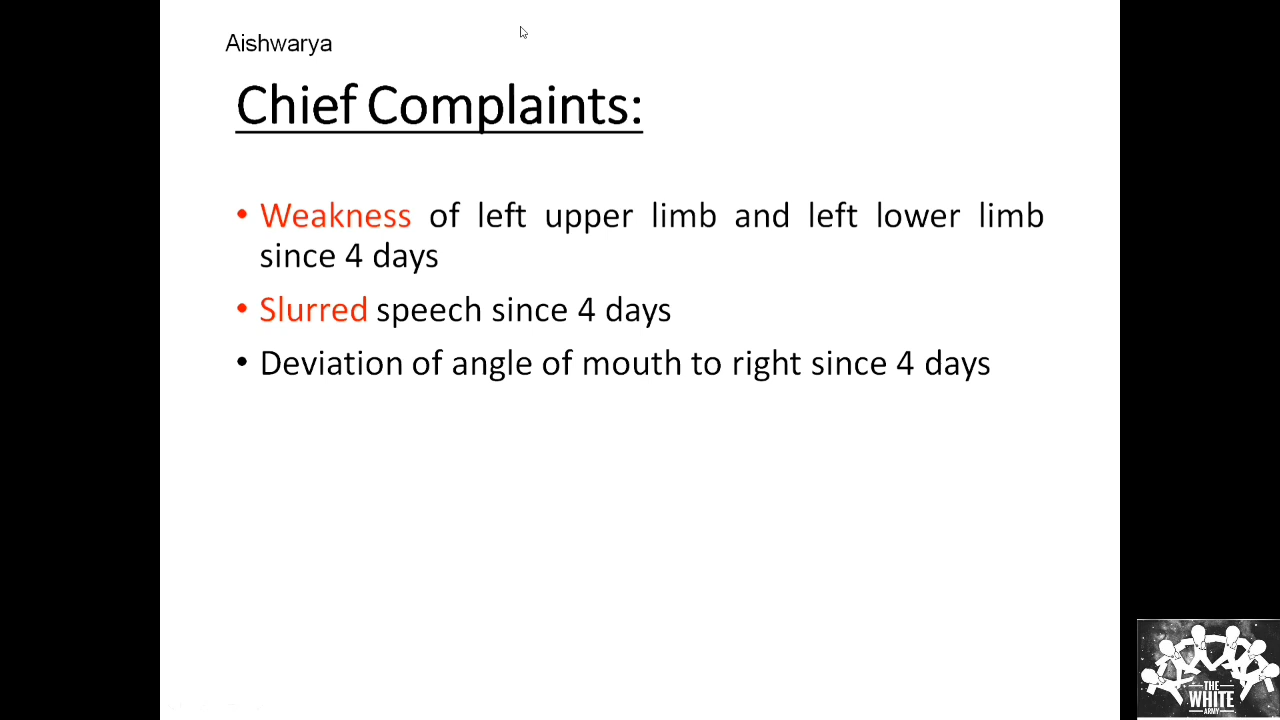 Aishwarya
Chief Complaints:
• Weakness of left upper limb and left lower limb
since 4 days
• Slurred speech since 4 days
• Deviation of angle of mouth to right since 4 days
THE
WHITE
ARMY